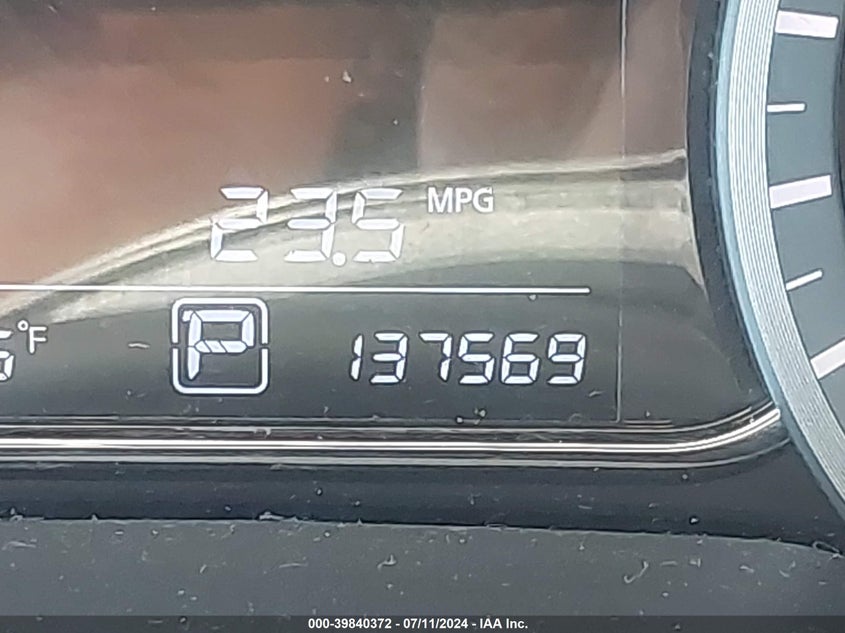 23.5 MPG
°F P 137569
000-39840372 - 07/11/2024 - IAA Inc.